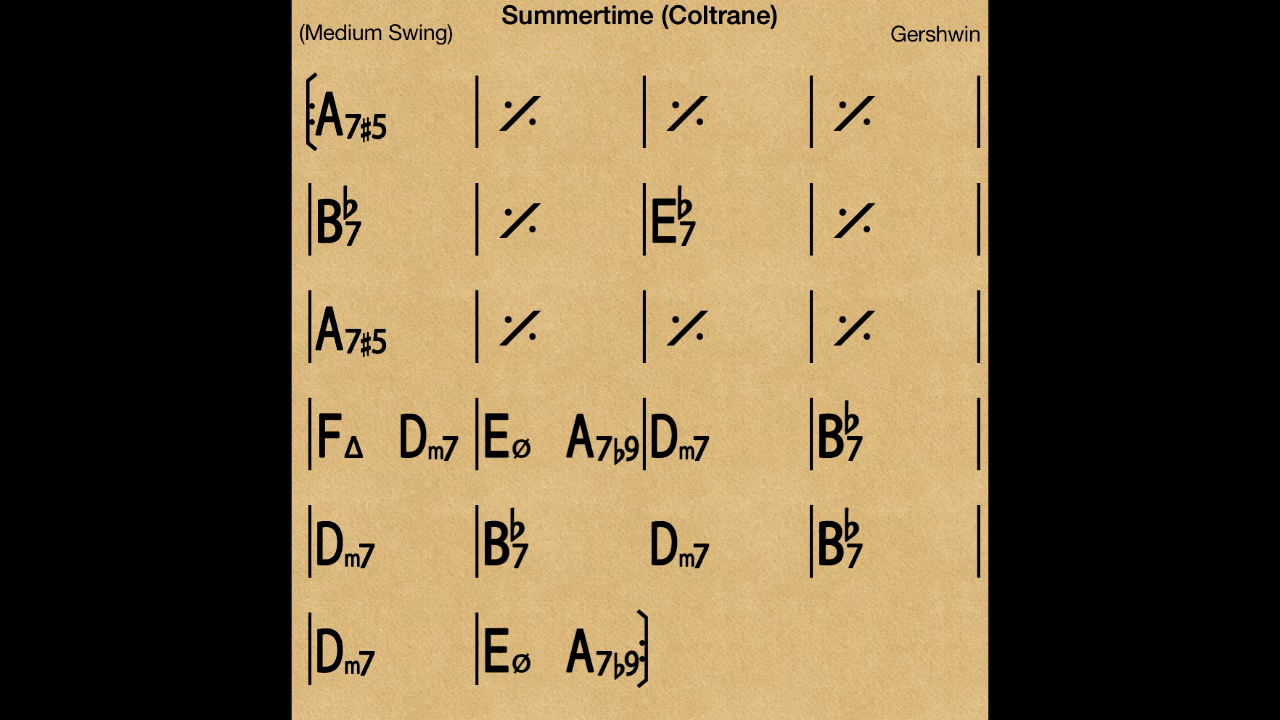 Summertime (Coltrane)
(Medium Swing) Gershwin
A7♯5 | 𝄎 | 𝄎 | 𝄎 |
| B♭7 | 𝄎 | E♭7 | 𝄎 |
| A7♯5 | 𝄎 | 𝄎 | 𝄎 |
| FΔ Dm7 | EØ A7♭9 | Dm7 | B♭7 |
| Dm7 | B♭7 Dm7 | B♭7 |
| Dm7 | EØ A7♭9